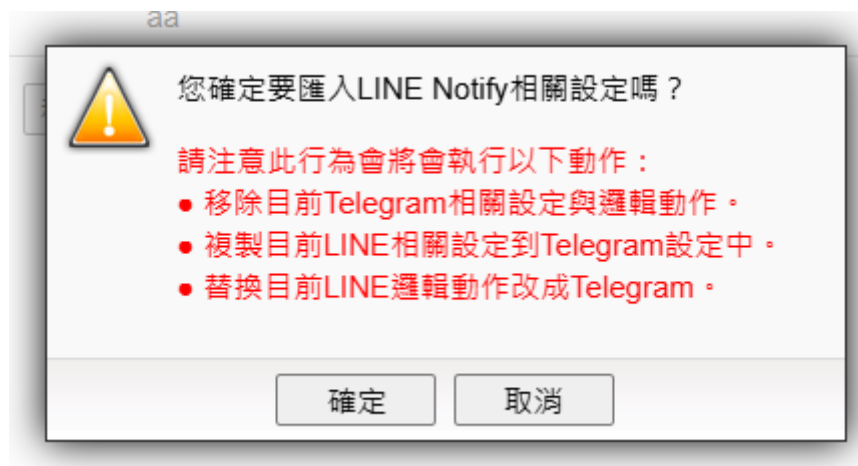 aa
您確定要匯入LINE Notify相關設定嗎？
請注意此行為會將會執行以下動作：
● 移除目前Telegram相關設定與邏輯動作。
● 複製目前LINE相關設定到Telegram設定中。
● 替換目前LINE邏輯動作改成Telegram。
確定
取消